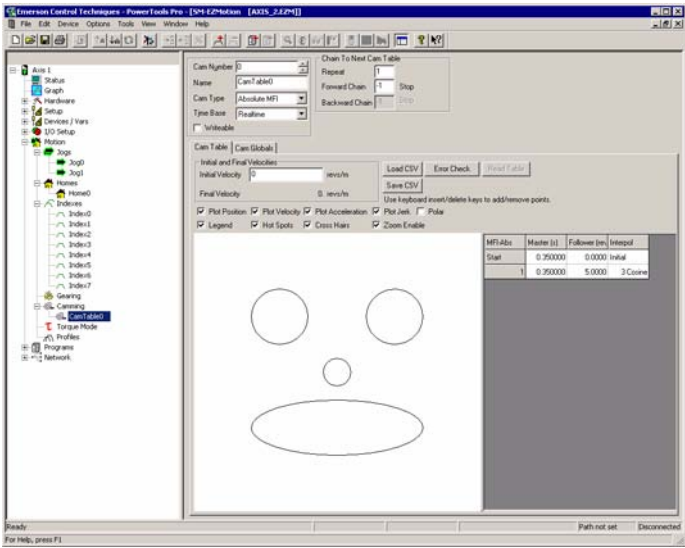 Emerson Control Techniques - PowerTools Pro - [SM-EZMotion [AXIS_2.EZM]]
File Edit Device Options Tools View Window Help
Axis 1
Status
Graph
Hardware
Setup
Devices / Vars
I/O Setup
Motion
Jogs
Jog0
Jog1
Homes
Home0
Indexes
Index0
Index1
Index2
Index3
Index4
Index5
Index6
Index7
Gearing
Camming
CamTable0
Torque Mode
Profiles
Programs
Network
Cam Number 0
Name CamTable0
Cam Type Absolute MFI
Time Base Realtime
Writeable
Chain To Next Cam Table
Repeat 1
Forward Chain -1 Stop
Backward Chain Stop
Cam Table Cam Globals
Initial and Final Velocities
Initial Velocity 0 revs/m
Final Velocity 0 revs/m
Load CSV Error Check Read Table
Save CSV
Use keyboard insert/delete keys to add/remove points.
Plot Position Plot Velocity Plot Acceleration Plot Jerk Polar
Legend Hot Spots Cross Hairs Zoom Enable
MFI-Abs Master (s) Follower (rev Interpol
Start 0.350000 0.0000 Initial
1 0.350000 5.0000 3 Cosine
Ready Path not set Disconnected
For Help, press F1